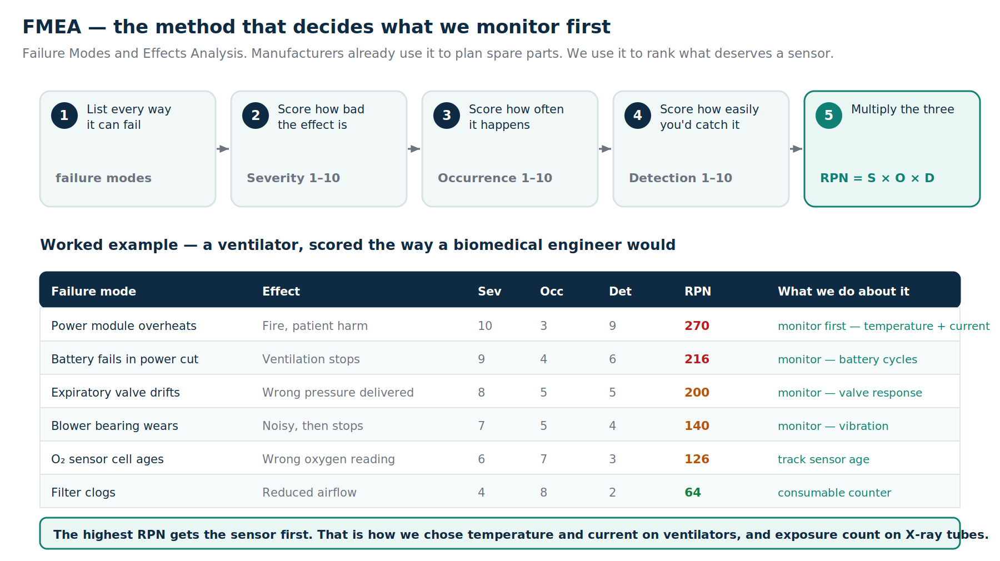 FMEA — the method that decides what we monitor first
Failure Modes and Effects Analysis. Manufacturers already use it to plan spare parts. We use it to rank what deserves a sensor.
1
List every way
it can fail
failure modes
2
Score how bad
the effect is
Severity 1–10
3
Score how often
it happens
Occurrence 1–10
4
Score how easily
you'd catch it
Detection 1–10
5
Multiply the three
RPN = S × O × D
Worked example — a ventilator, scored the way a biomedical engineer would
Failure mode Effect Sev Occ Det RPN What we do about it
Power module overheats Fire, patient harm 10 3 9 270 monitor first — temperature + current
Battery fails in power cut Ventilation stops 9 4 6 216 monitor — battery cycles
Expiratory valve drifts Wrong pressure delivered 8 5 5 200 monitor — valve response
Blower bearing wears Noisy, then stops 7 5 4 140 monitor — vibration
O₂ sensor cell ages Wrong oxygen reading 6 7 3 126 track sensor age
Filter clogs Reduced airflow 4 8 2 64 consumable counter
The highest RPN gets the sensor first. That is how we chose temperature and current on ventilators, and exposure count on X-ray tubes.